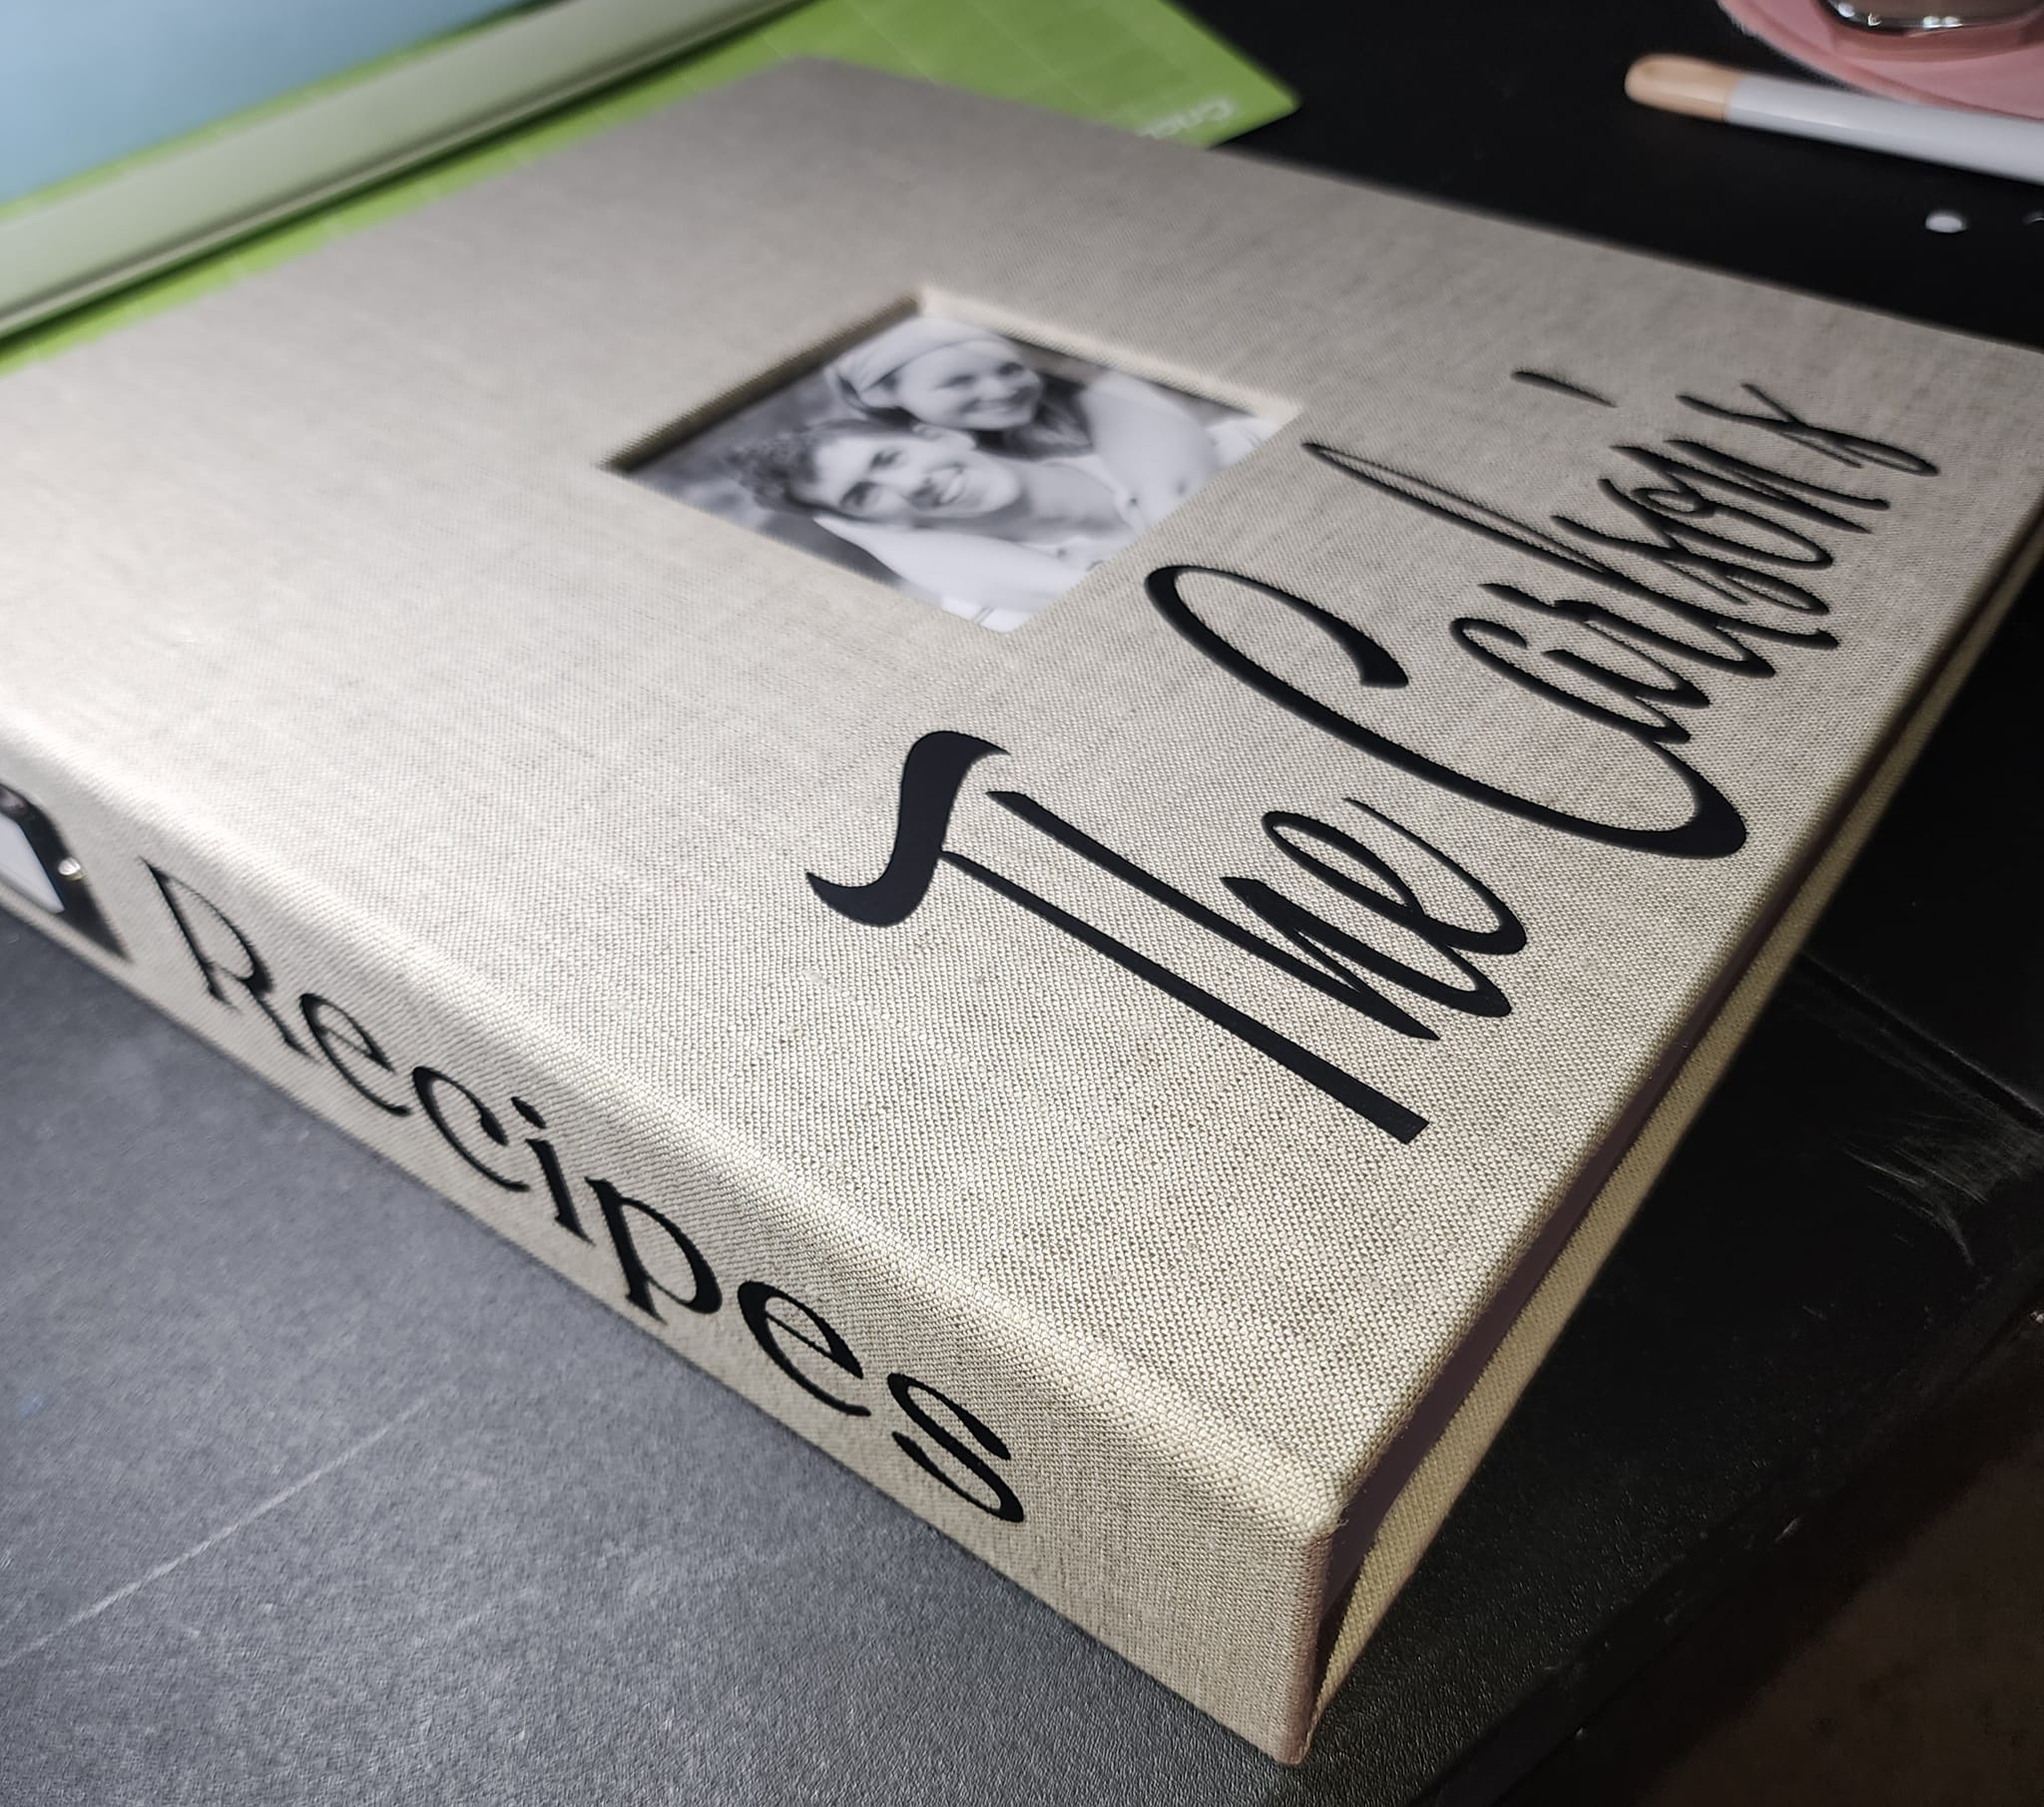 The Carlson's
Recipes